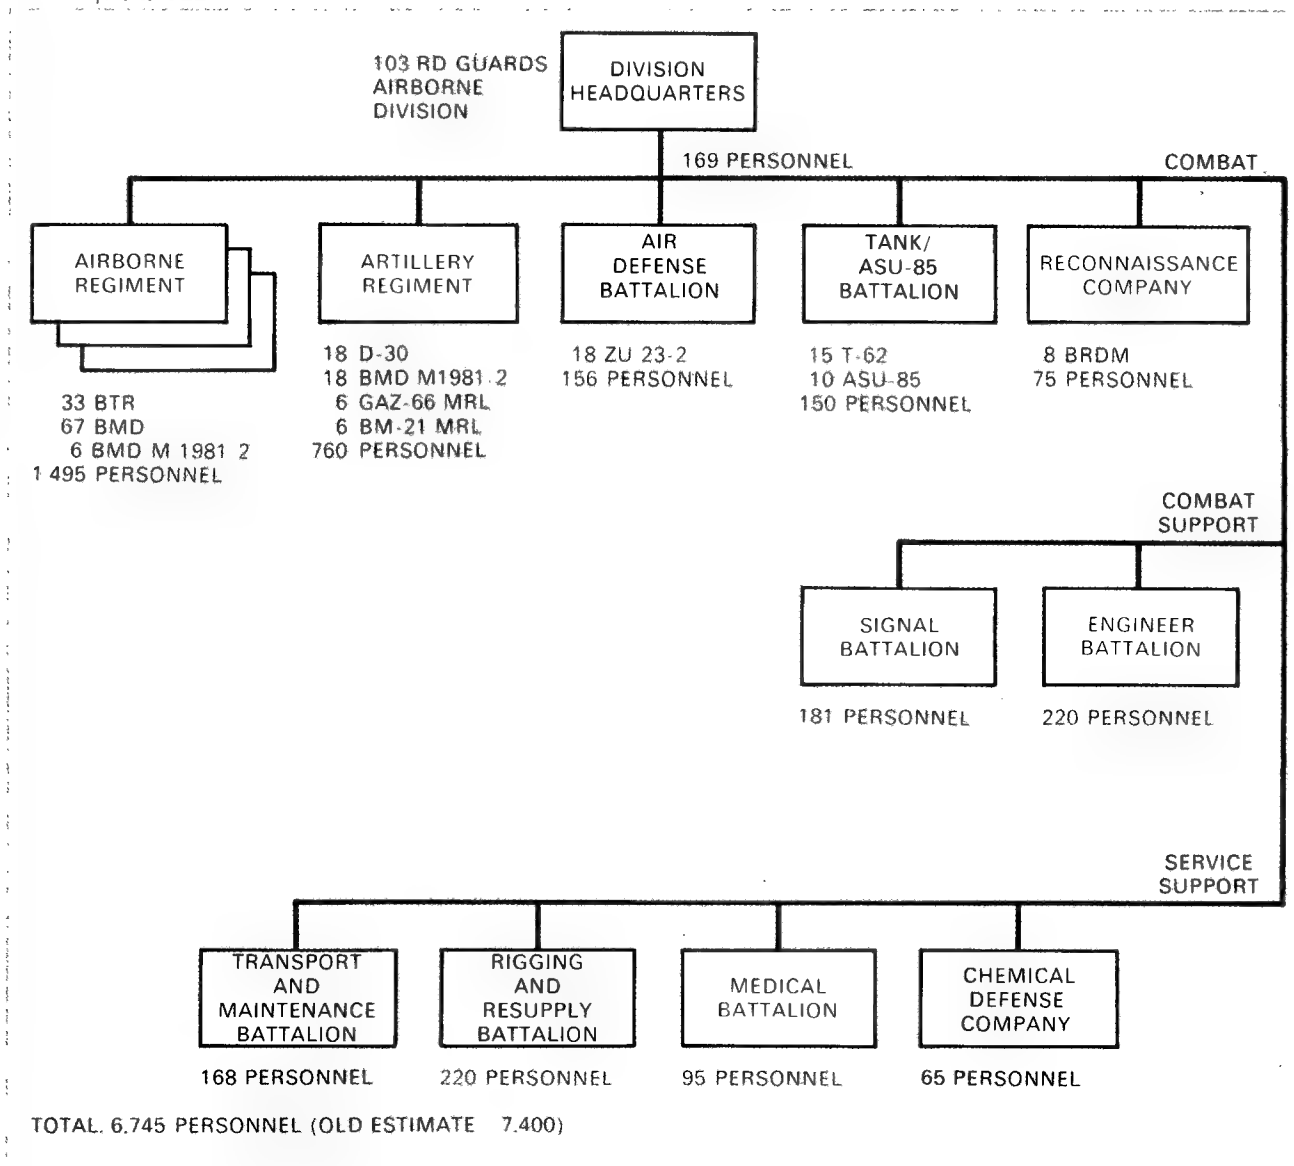 103 RD GUARDS
AIRBORNE
DIVISION
DIVISION
HEADQUARTERS
169 PERSONNEL
COMBAT
AIRBORNE
REGIMENT
33 BTR
67 BMD
6 BMD M 1981 2
1 495 PERSONNEL
ARTILLERY
REGIMENT
18 D-30
18 BMD M1981-2
6 GAZ-66 MRL
6 BM-21 MRL
760 PERSONNEL
AIR
DEFENSE
BATTALION
18 ZU 23-2
156 PERSONNEL
TANK/
ASU-85
BATTALION
15 T-62
10 ASU-85
150 PERSONNEL
RECONNAISSANCE
COMPANY
8 BRDM
75 PERSONNEL
COMBAT
SUPPORT
SIGNAL
BATTALION
181 PERSONNEL
ENGINEER
BATTALION
220 PERSONNEL
SERVICE
SUPPORT
TRANSPORT
AND
MAINTENANCE
BATTALION
168 PERSONNEL
RIGGING
AND
RESUPPLY
BATTALION
220 PERSONNEL
MEDICAL
BATTALION
95 PERSONNEL
CHEMICAL
DEFENSE
COMPANY
65 PERSONNEL
TOTAL. 6.745 PERSONNEL (OLD ESTIMATE 7.400)